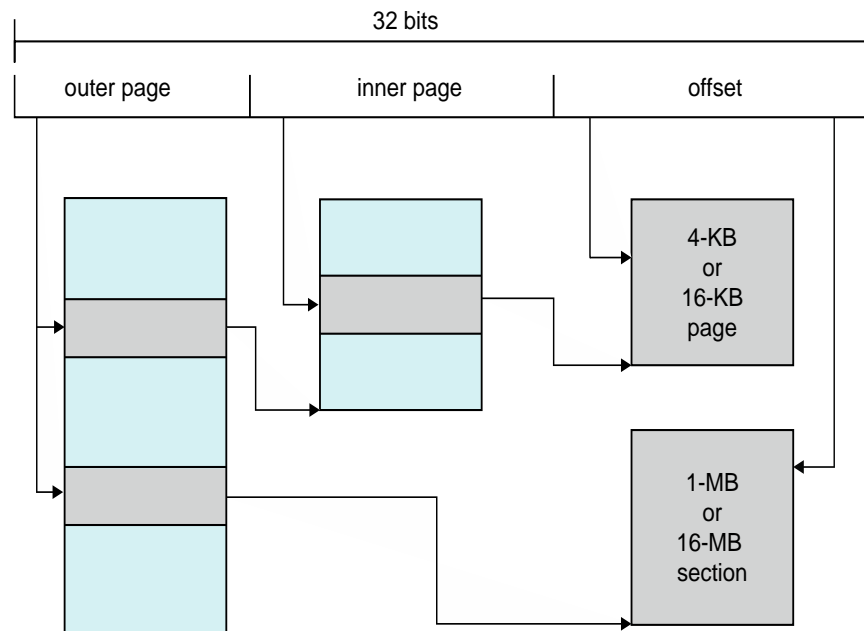 32 bits
outer page
inner page
offset
4-KB
or
16-KB
page
1-MB
or
16-MB
section